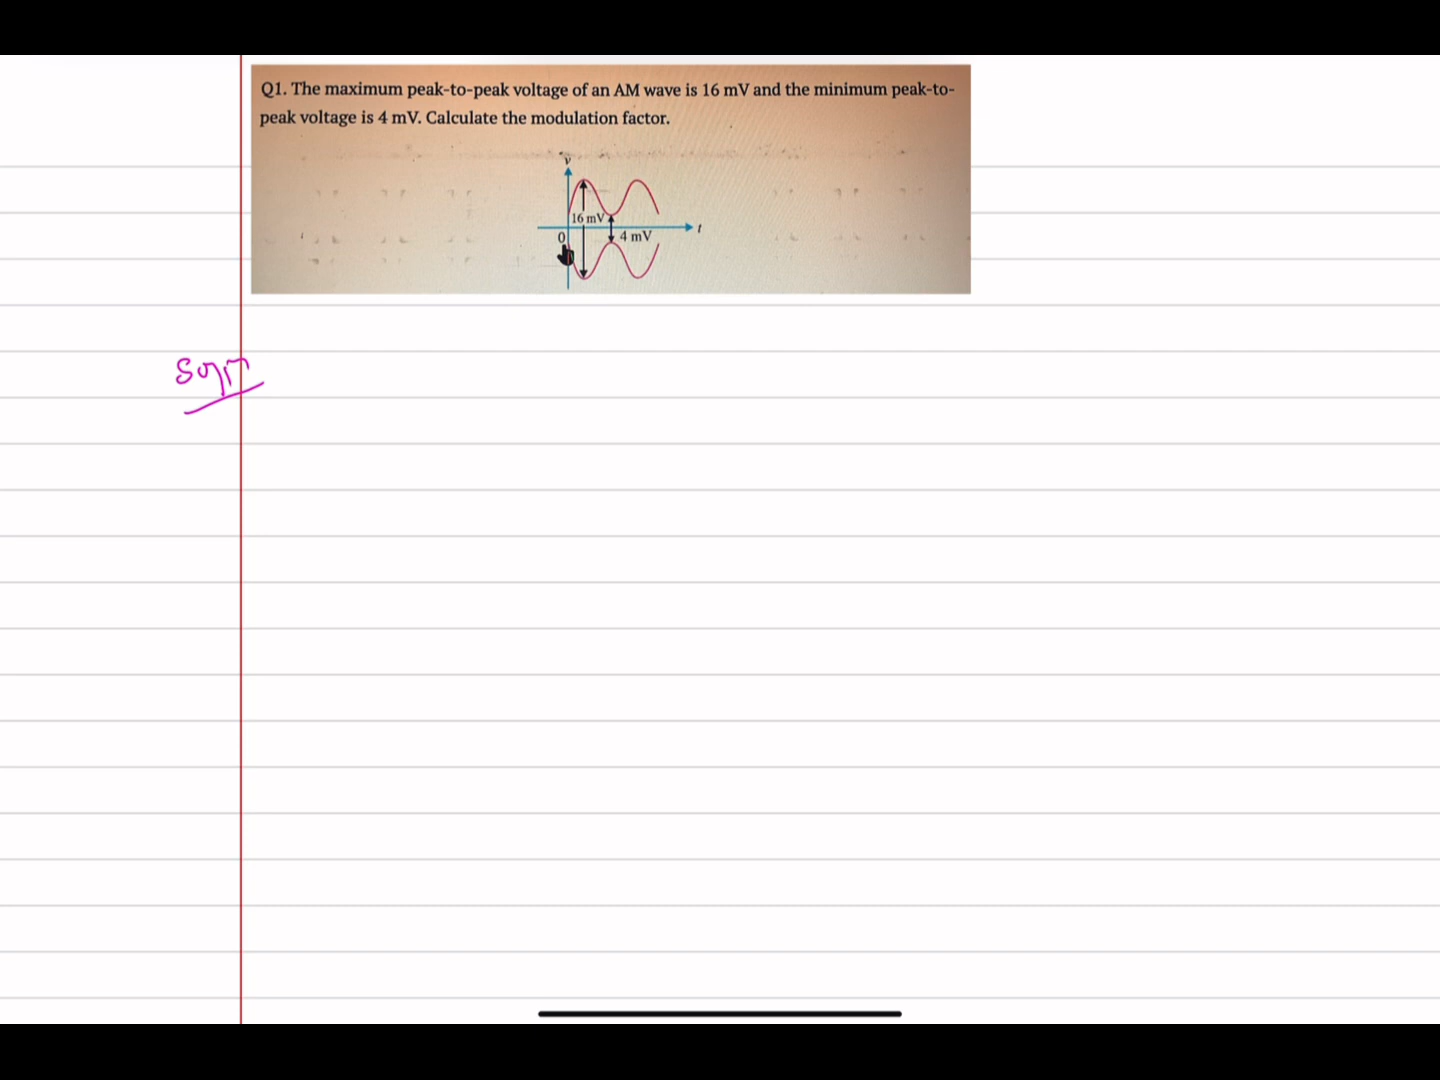 Q1. The maximum peak-to-peak voltage of an AM wave is 16 mV and the minimum peak-to-
peak voltage is 4 mV. Calculate the modulation factor.
v
16 mV
t
0
4 mV